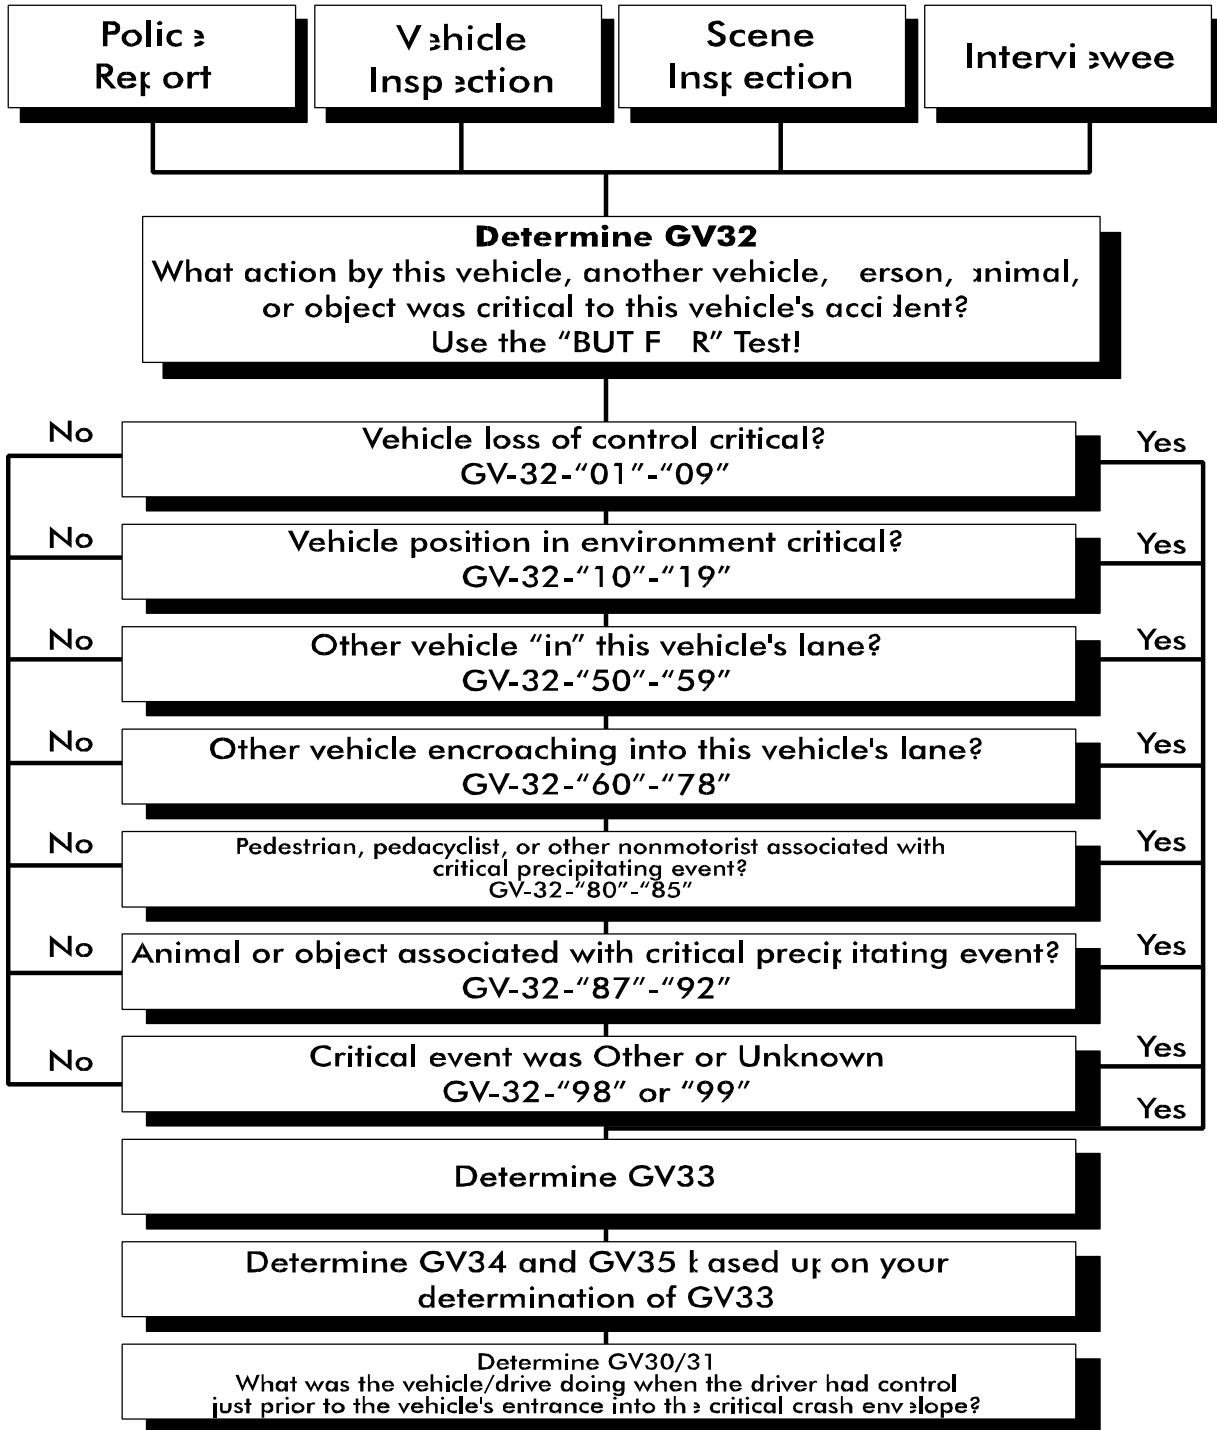 Police
Report
Vehicle
Inspection
Scene
Inspection
Interviewee
Determine GV32
What action by this vehicle, another vehicle, person, animal,
or object was critical to this vehicle's accident?
Use the “BUT FOR” Test!
No
Vehicle loss of control critical?
GV-32-“01”-“09”
Yes
No
Vehicle position in environment critical?
GV-32-“10”-“19”
Yes
No
Other vehicle “in” this vehicle's lane?
GV-32-“50”-“59”
Yes
No
Other vehicle encroaching into this vehicle's lane?
GV-32-“60”-“78”
Yes
No
Pedestrian, pedacyclist, or other nonmotorist associated with
critical precipitating event?
GV-32-“80”-“85”
Yes
No
Animal or object associated with critical precipitating event?
GV-32-“87”-“92”
Yes
No
Critical event was Other or Unknown
GV-32-“98” or “99”
Yes
Yes
Determine GV33
Determine GV34 and GV35 based upon your
determination of GV33
Determine GV30/31
What was the vehicle/drive doing when the driver had control
just prior to the vehicle's entrance into the critical crash envelope?